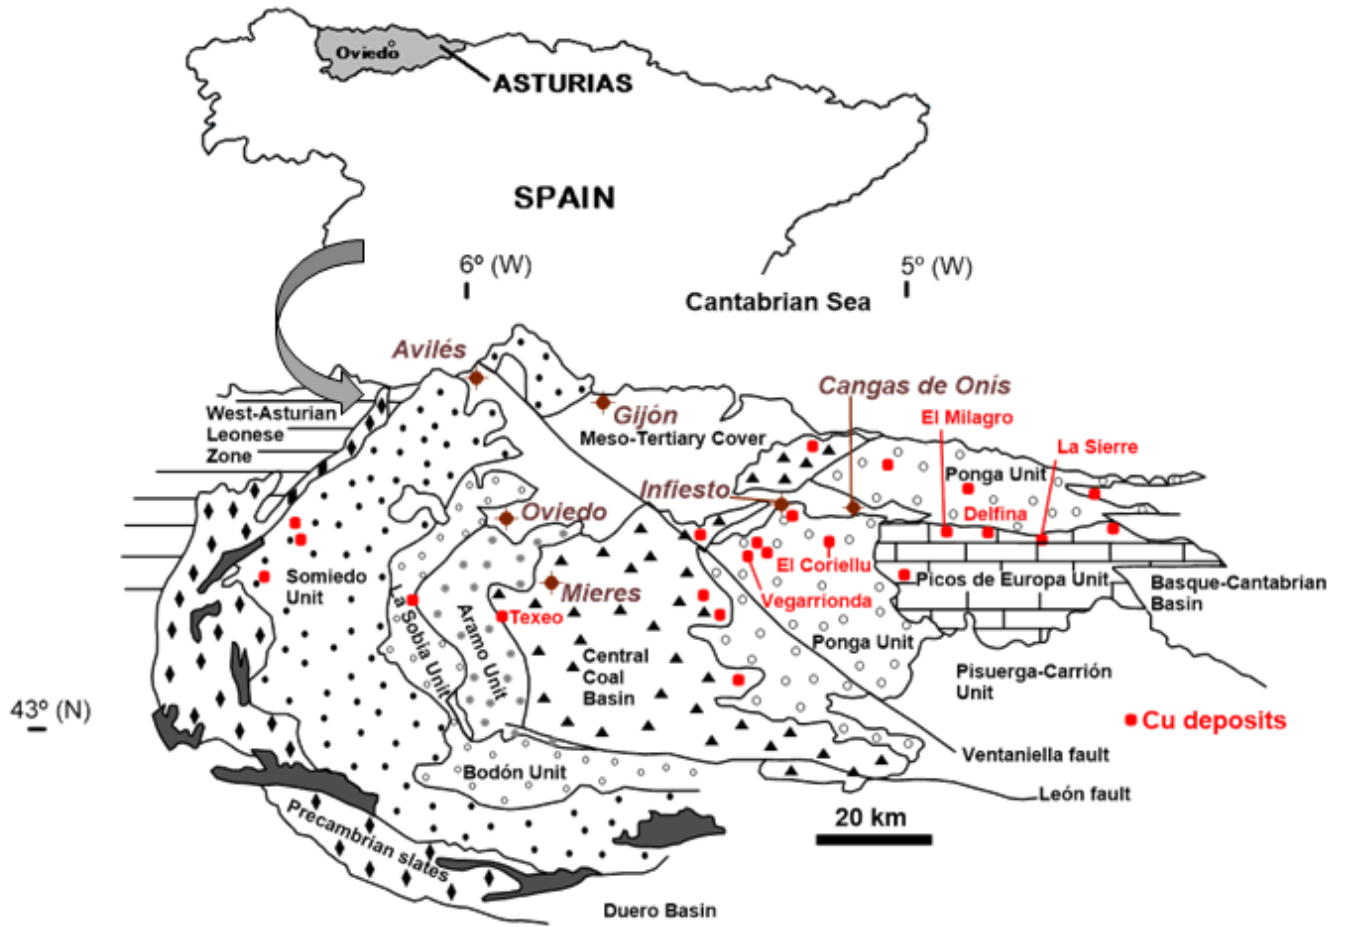 Oviedo
ASTURIAS
SPAIN
6º (W)
5º (W)
Cantabrian Sea
Avilés
Cangas de Onís
West-Asturian
Leonese
Zone
Gijón
El Milagro
Meso-Tertiary Cover
La Sierre
Ponga Unit
Infiesto
Oviedo
Delfina
El Coriellu
Somiedo
Unit
Mieres
Picos de Europa Unit
Basque-Cantabrian
Basin
Vegarrionda
La Sobia Unit
Aramo Unit
Texeo
Ponga Unit
Central
Coal
Basin
Pisuerga-Carrión
Unit
43º (N)
Cu deposits
Ventaniella fault
Bodón Unit
León fault
Precambrian slates
20 km
Duero Basin